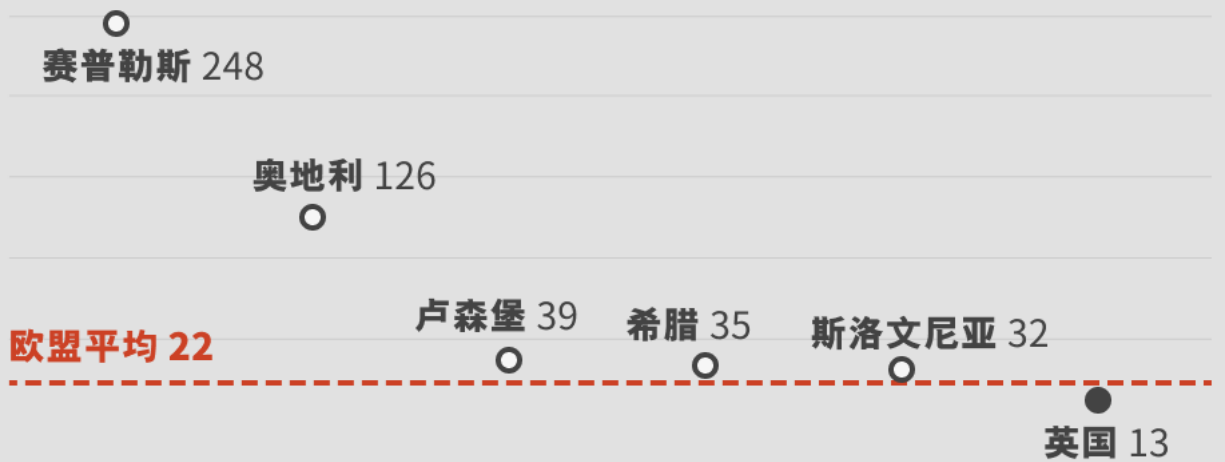 赛普勒斯 248
奥地利 126
卢森堡 39
希腊 35
斯洛文尼亚 32
欧盟平均 22
英国 13